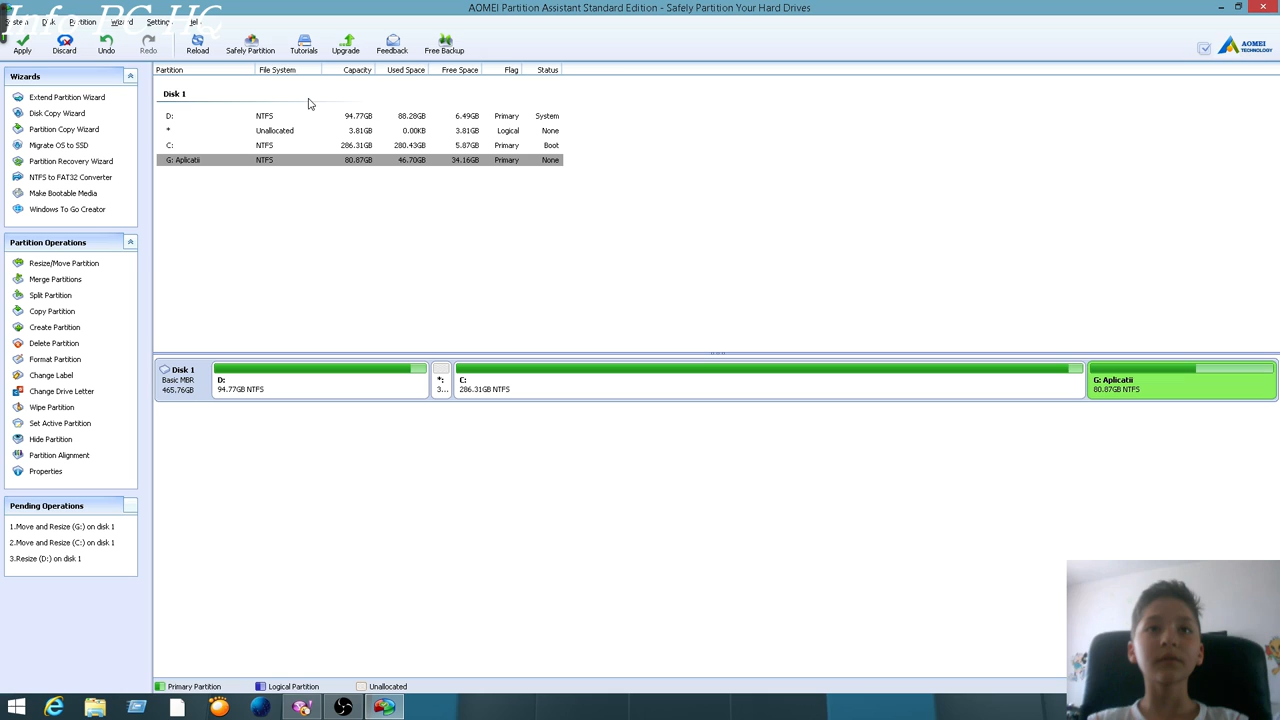 AOMEI Partition Assistant Standard Edition - Safely Partition Your Hard Drives
Info PC HQ
System Disk Partition Wizard Settings Help
Apply Discard Undo Redo Reload Safely Partition Tutorials Upgrade Feedback Free Backup
AOMEI
TECHNOLOGY
Wizards
Extend Partition Wizard
Disk Copy Wizard
Partition Copy Wizard
Migrate OS to SSD
Partition Recovery Wizard
NTFS to FAT32 Converter
Make Bootable Media
Windows To Go Creator
Partition Operations
Resize/Move Partition
Merge Partitions
Split Partition
Copy Partition
Create Partition
Delete Partition
Format Partition
Change Label
Change Drive Letter
Wipe Partition
Set Active Partition
Hide Partition
Partition Alignment
Properties
Pending Operations
1.Move and Resize (G:) on disk 1
2.Move and Resize (C:) on disk 1
3.Resize (D:) on disk 1
Partition File System Capacity Used Space Free Space Flag Status
Disk 1
D: NTFS 94.77GB 88.28GB 6.49GB Primary System
* Unallocated 3.81GB 0.00KB 3.81GB Logical None
C: NTFS 286.31GB 280.43GB 5.87GB Primary Boot
G: Aplicatii NTFS 80.87GB 46.70GB 34.16GB Primary None
Disk 1
Basic MBR
465.76GB
D:
94.77GB NTFS
*:
3...
C:
286.31GB NTFS
G: Aplicatii
80.87GB NTFS
Primary Partition Logical Partition Unallocated